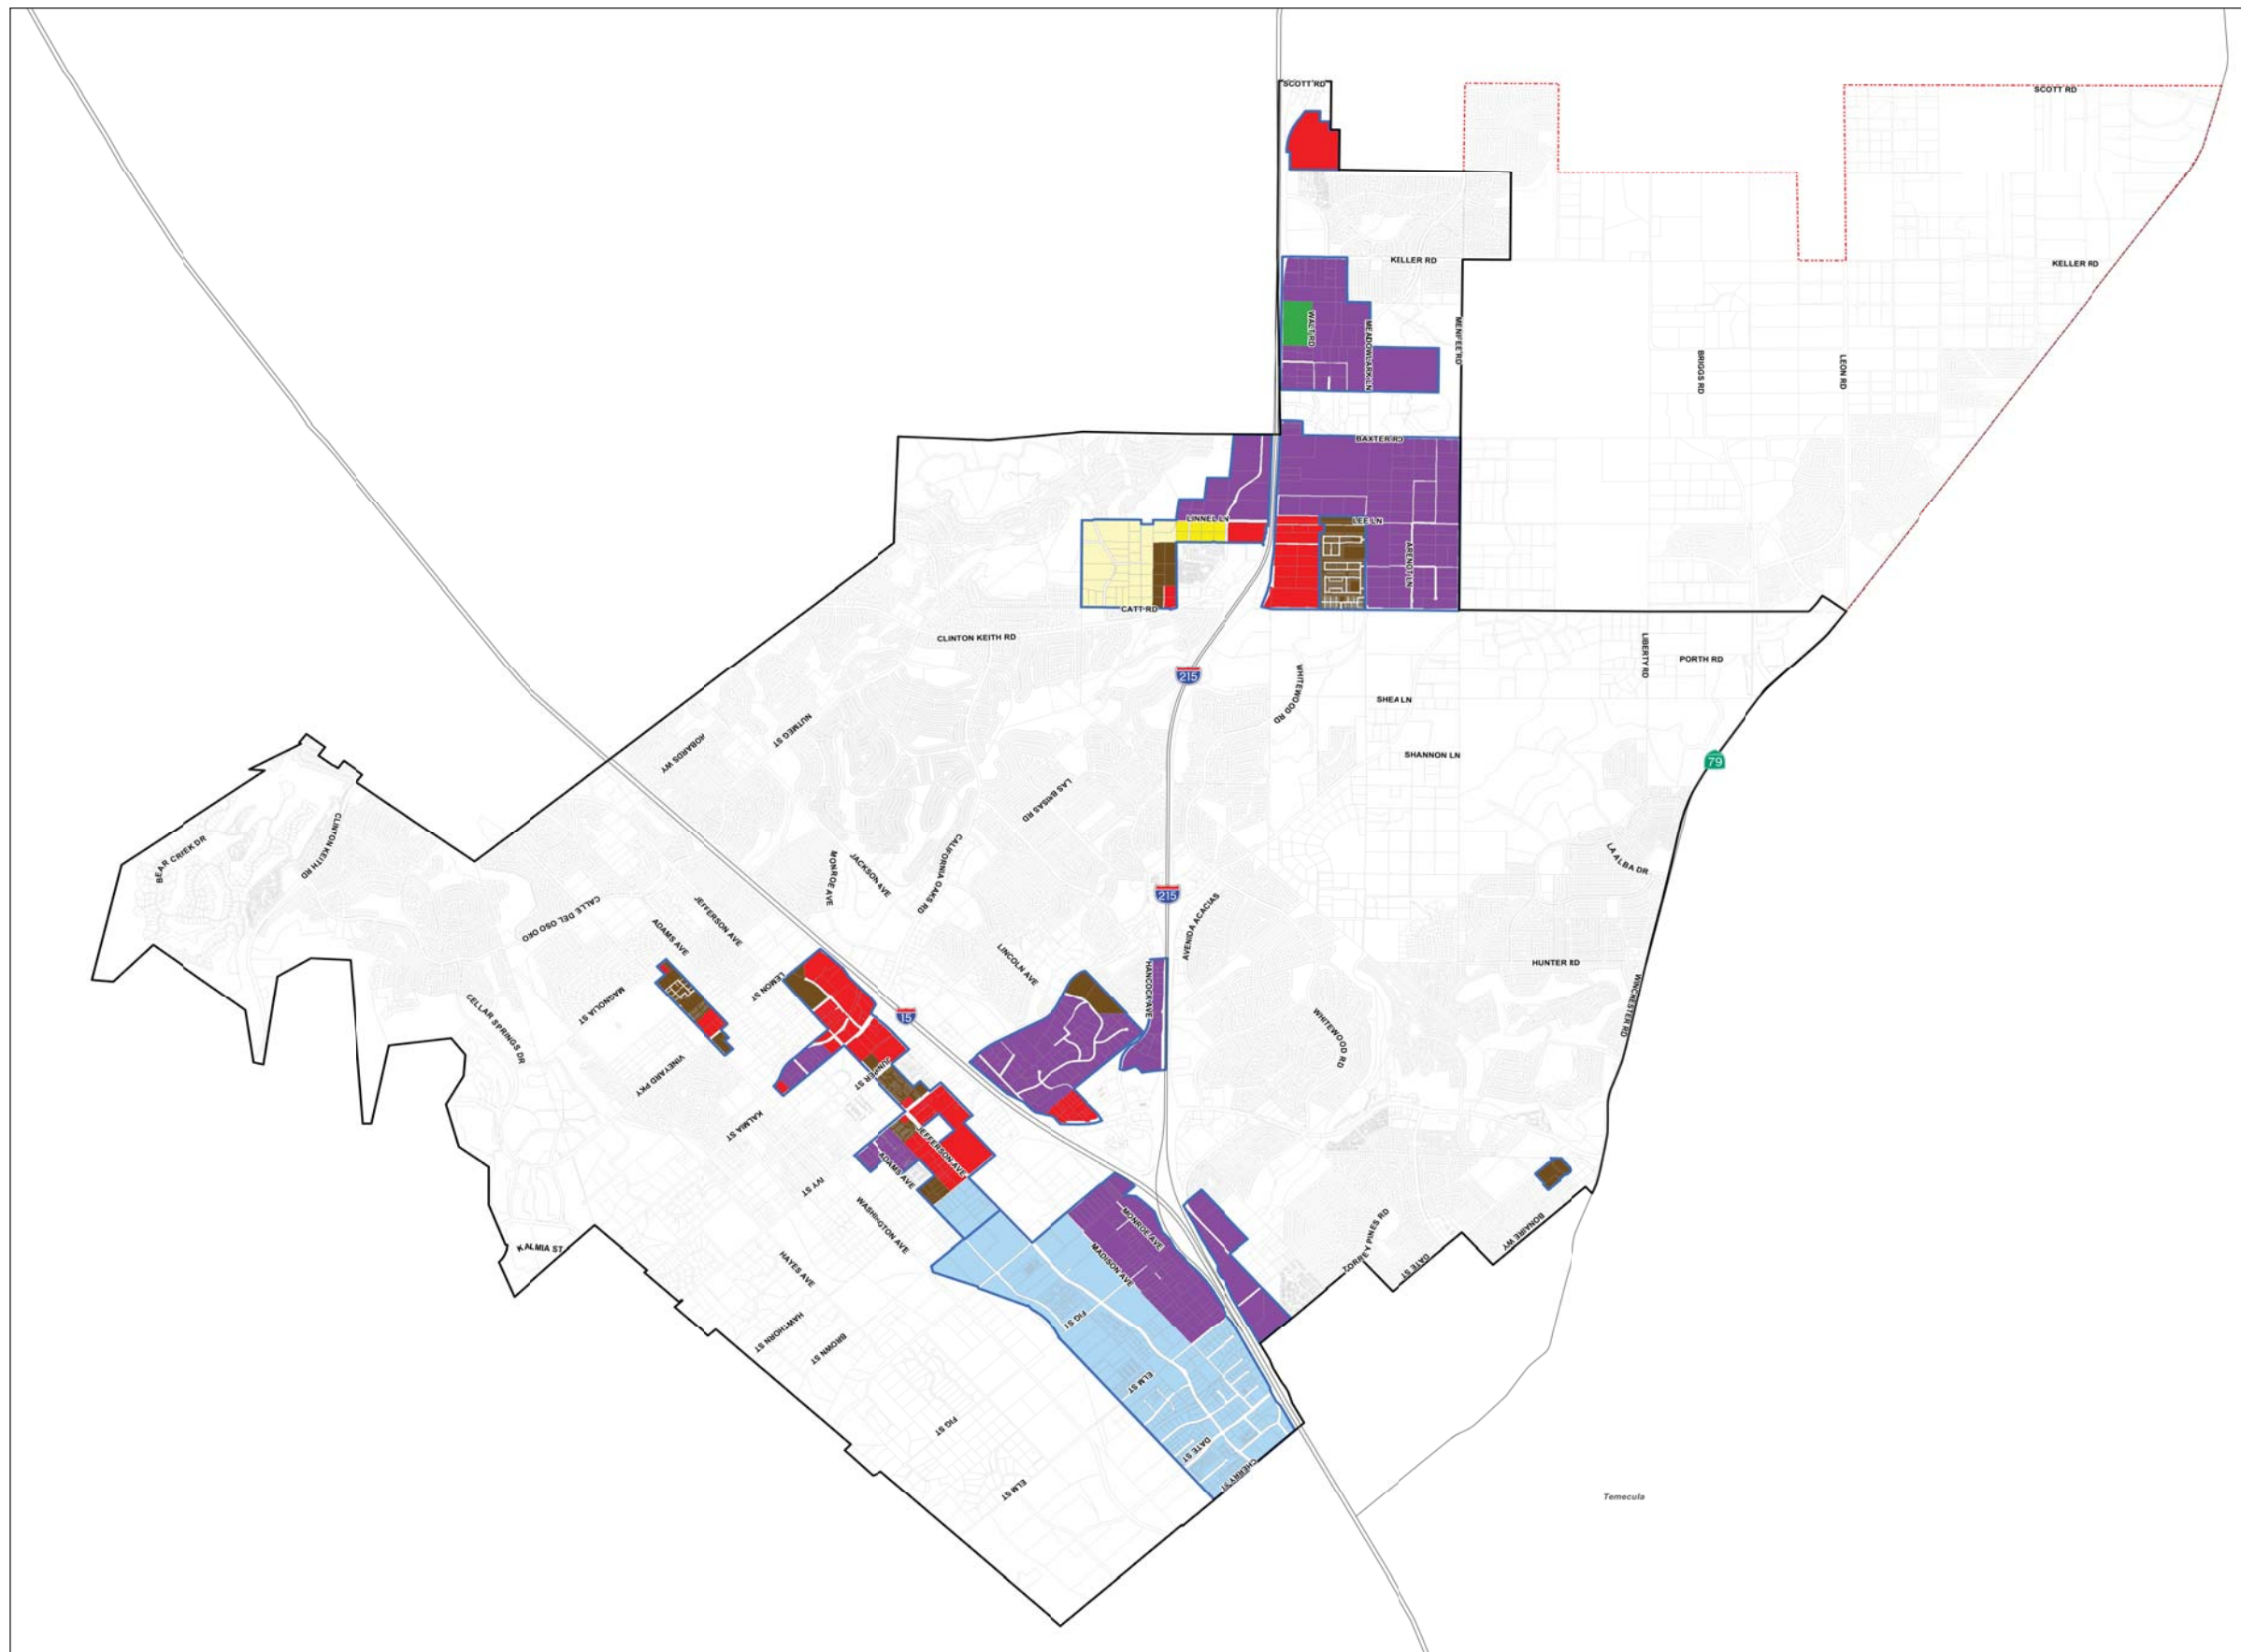 SCOTT RD
SCOTT RD
KELLER RD
KELLER RD
WALT RD
MEADOWLARK LN
MENIFEE RD
BRIGGS RD
LEON RD
BAXTER RD
LINNEL LN
LEE LN
ARENDT LN
CATT RD
CLINTON KEITH RD
LIBERTY RD
PORTH RD
215
WHITEWOOD RD
SHEA LN
NUTMEG ST
HOBARDS WY
SHANNON LN
79
LAS BRISAS RD
CLINTON KEITH RD
BEAR CREEK DR
MONROE AVE
JACKSON AVE
CALIFORNIA OAKS RD
LA ALBA DR
215
CALLE DEL OSO ORO
ADAMS AVE
JEFFERSON AVE
AVENIDA ACACIAS
LINCOLN AVE
HUNTER RD
LEMON ST
HANCOCK AVE
MAGNOLIA ST
CELLAR SPRINGS DR
15
WINCHESTER RD
WHITEWOOD RD
VINEYARD PKY
JUNIPER ST
KALMIA ST
JEFFERSON AVE
ADAMS AVE
IVY ST
WASHINGTON AVE
MONROE AVE
MADISON AVE
TORREY PINES RD
BONAIRE WY
DATE ST
KALMIA ST
HAYES AVE
HAWTHORN ST
BROWN ST
FIG ST
ELM ST
FIG ST
DATE ST
CHERRY ST
ELM ST
Temecula